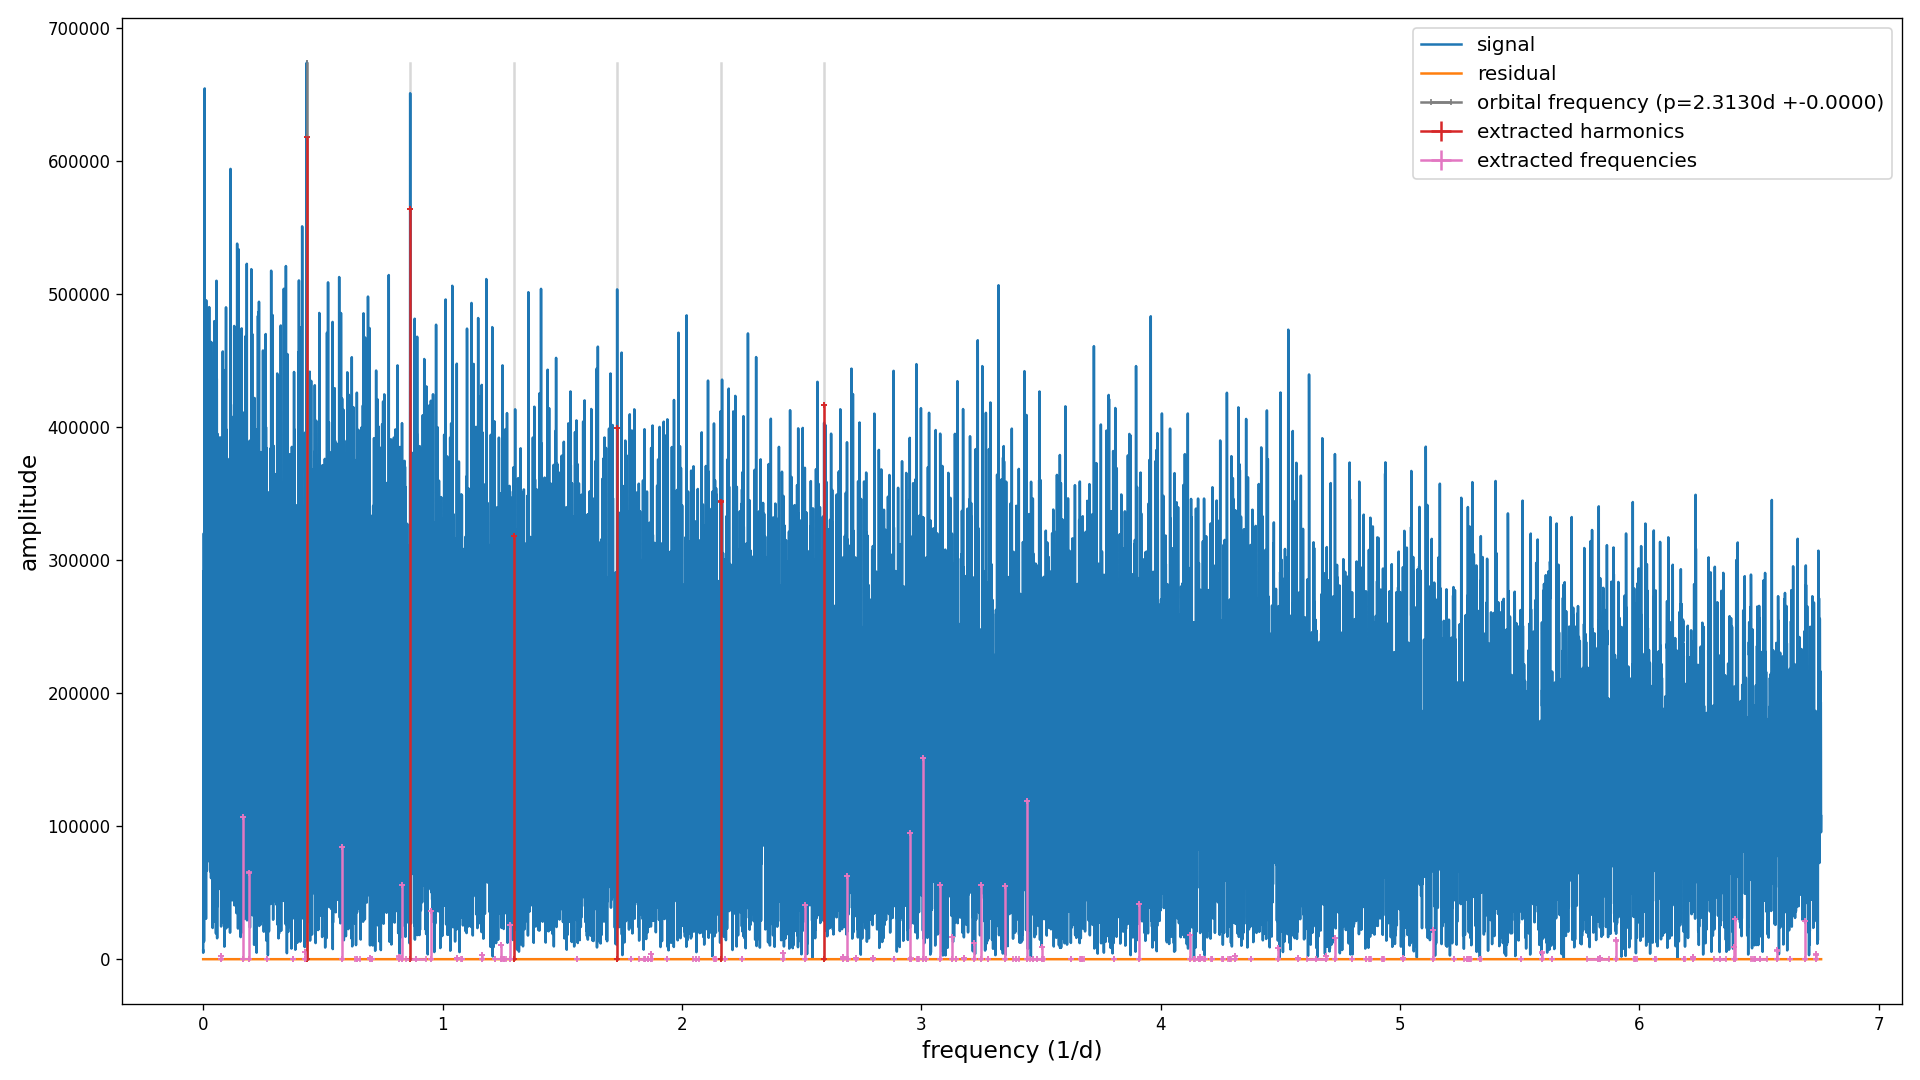 700000
600000
500000
400000
300000
200000
100000
0
amplitude
0 1 2 3 4 5 6 7
frequency (1/d)
signal
residual
orbital frequency (p=2.3130d +-0.0000)
extracted harmonics
extracted frequencies